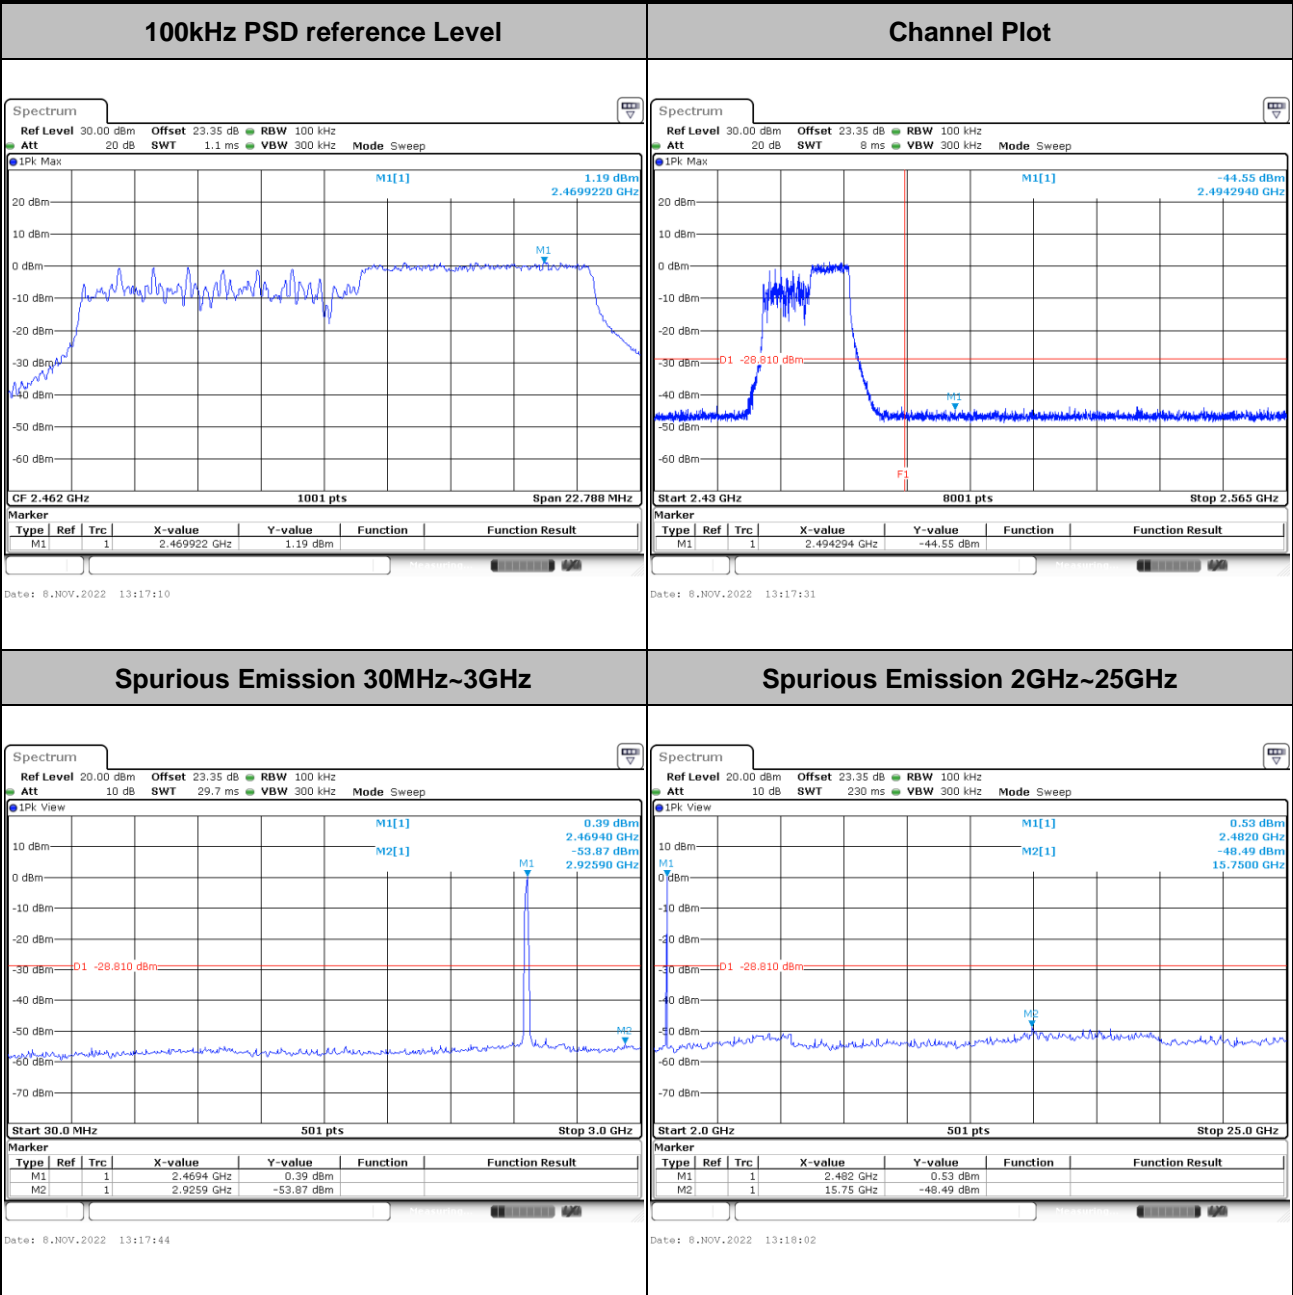 100kHz PSD reference Level
Spectrum
Ref Level 30.00 dBm Offset 23.35 dB RBW 100 kHz
Att 20 dB SWT 1.1 ms VBW 300 kHz Mode Sweep
1Pk Max
M1[1] 1.19 dBm
2.4699220 GHz
20 dBm
10 dBm
M1
0 dBm
-10 dBm
-20 dBm
-30 dBm
-40 dBm
-50 dBm
-60 dBm
CF 2.462 GHz 1001 pts Span 22.788 MHz
Marker
Type Ref Trc X-value Y-value Function Function Result
M1 1 2.469922 GHz 1.19 dBm
Measuring...
Date: 8.NOV.2022 13:17:10
Channel Plot
Spectrum
Ref Level 30.00 dBm Offset 23.35 dB RBW 100 kHz
Att 20 dB SWT 8 ms VBW 300 kHz Mode Sweep
1Pk Max
M1[1] -44.55 dBm
2.4942940 GHz
20 dBm
10 dBm
0 dBm
-10 dBm
-20 dBm
D1 -28.810 dBm
-30 dBm
-40 dBm
M1
-50 dBm
-60 dBm
F1
Start 2.43 GHz 8001 pts Stop 2.565 GHz
Marker
Type Ref Trc X-value Y-value Function Function Result
M1 1 2.494294 GHz -44.55 dBm
Measuring...
Date: 8.NOV.2022 13:17:31
Spurious Emission 30MHz~3GHz
Spectrum
Ref Level 20.00 dBm Offset 23.35 dB RBW 100 kHz
Att 10 dB SWT 29.7 ms VBW 300 kHz Mode Sweep
1Pk View
M1[1] 0.39 dBm
2.46940 GHz
10 dBm
M2[1] -53.87 dBm
M1 2.92590 GHz
0 dBm
-10 dBm
-20 dBm
D1 -28.810 dBm
-30 dBm
-40 dBm
-50 dBm
M2
-60 dBm
-70 dBm
Start 30.0 MHz 501 pts Stop 3.0 GHz
Marker
Type Ref Trc X-value Y-value Function Function Result
M1 1 2.4694 GHz 0.39 dBm
M2 1 2.9259 GHz -53.87 dBm
Measuring...
Date: 8.NOV.2022 13:17:44
Spurious Emission 2GHz~25GHz
Spectrum
Ref Level 20.00 dBm Offset 23.35 dB RBW 100 kHz
Att 10 dB SWT 230 ms VBW 300 kHz Mode Sweep
1Pk View
M1[1] 0.53 dBm
2.4820 GHz
10 dBm
M2[1] -48.49 dBm
M1 15.7500 GHz
0 dBm
-10 dBm
-20 dBm
D1 -28.810 dBm
-30 dBm
-40 dBm
M2
-50 dBm
-60 dBm
-70 dBm
Start 2.0 GHz 501 pts Stop 25.0 GHz
Marker
Type Ref Trc X-value Y-value Function Function Result
M1 1 2.482 GHz 0.53 dBm
M2 1 15.75 GHz -48.49 dBm
Measuring...
Date: 8.NOV.2022 13:18:02